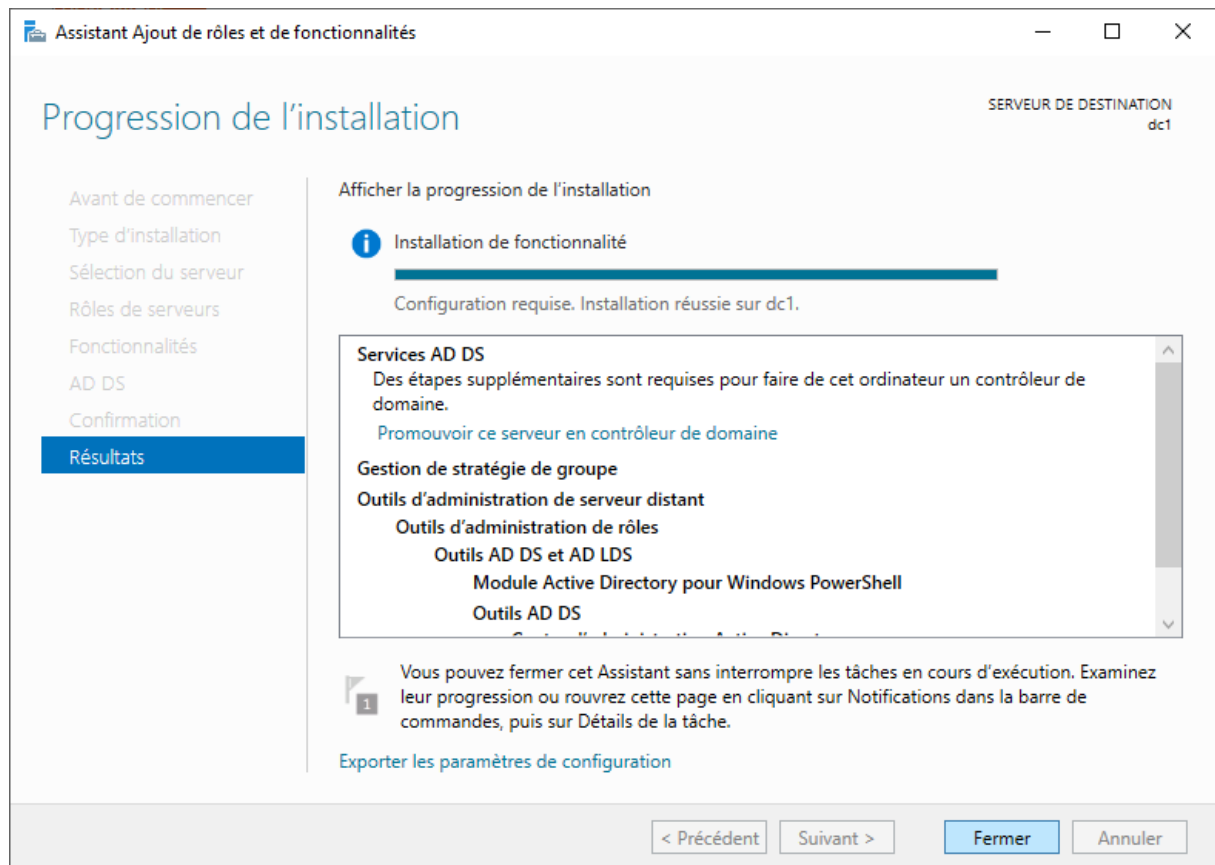 Assistant Ajout de rôles et de fonctionnalités
Progression de l’installation
SERVEUR DE DESTINATION
dc1
Avant de commencer
Type d’installation
Sélection du serveur
Rôles de serveurs
Fonctionnalités
AD DS
Confirmation
Résultats
Afficher la progression de l’installation
Installation de fonctionnalité
Configuration requise. Installation réussie sur dc1.
Services AD DS
Des étapes supplémentaires sont requises pour faire de cet ordinateur un contrôleur de
domaine.
Promouvoir ce serveur en contrôleur de domaine
Gestion de stratégie de groupe
Outils d’administration de serveur distant
Outils d’administration de rôles
Outils AD DS et AD LDS
Module Active Directory pour Windows PowerShell
Outils AD DS
1
Vous pouvez fermer cet Assistant sans interrompre les tâches en cours d’exécution. Examinez
leur progression ou rouvrez cette page en cliquant sur Notifications dans la barre de
commandes, puis sur Détails de la tâche.
Exporter les paramètres de configuration
< Précédent
Suivant >
Fermer
Annuler